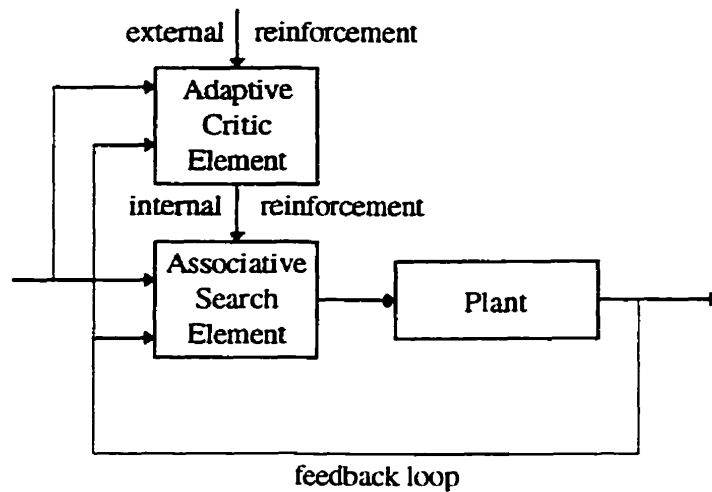 external reinforcement
Adaptive
Critic
Element
internal reinforcement
Associative
Search
Element
Plant
feedback loop